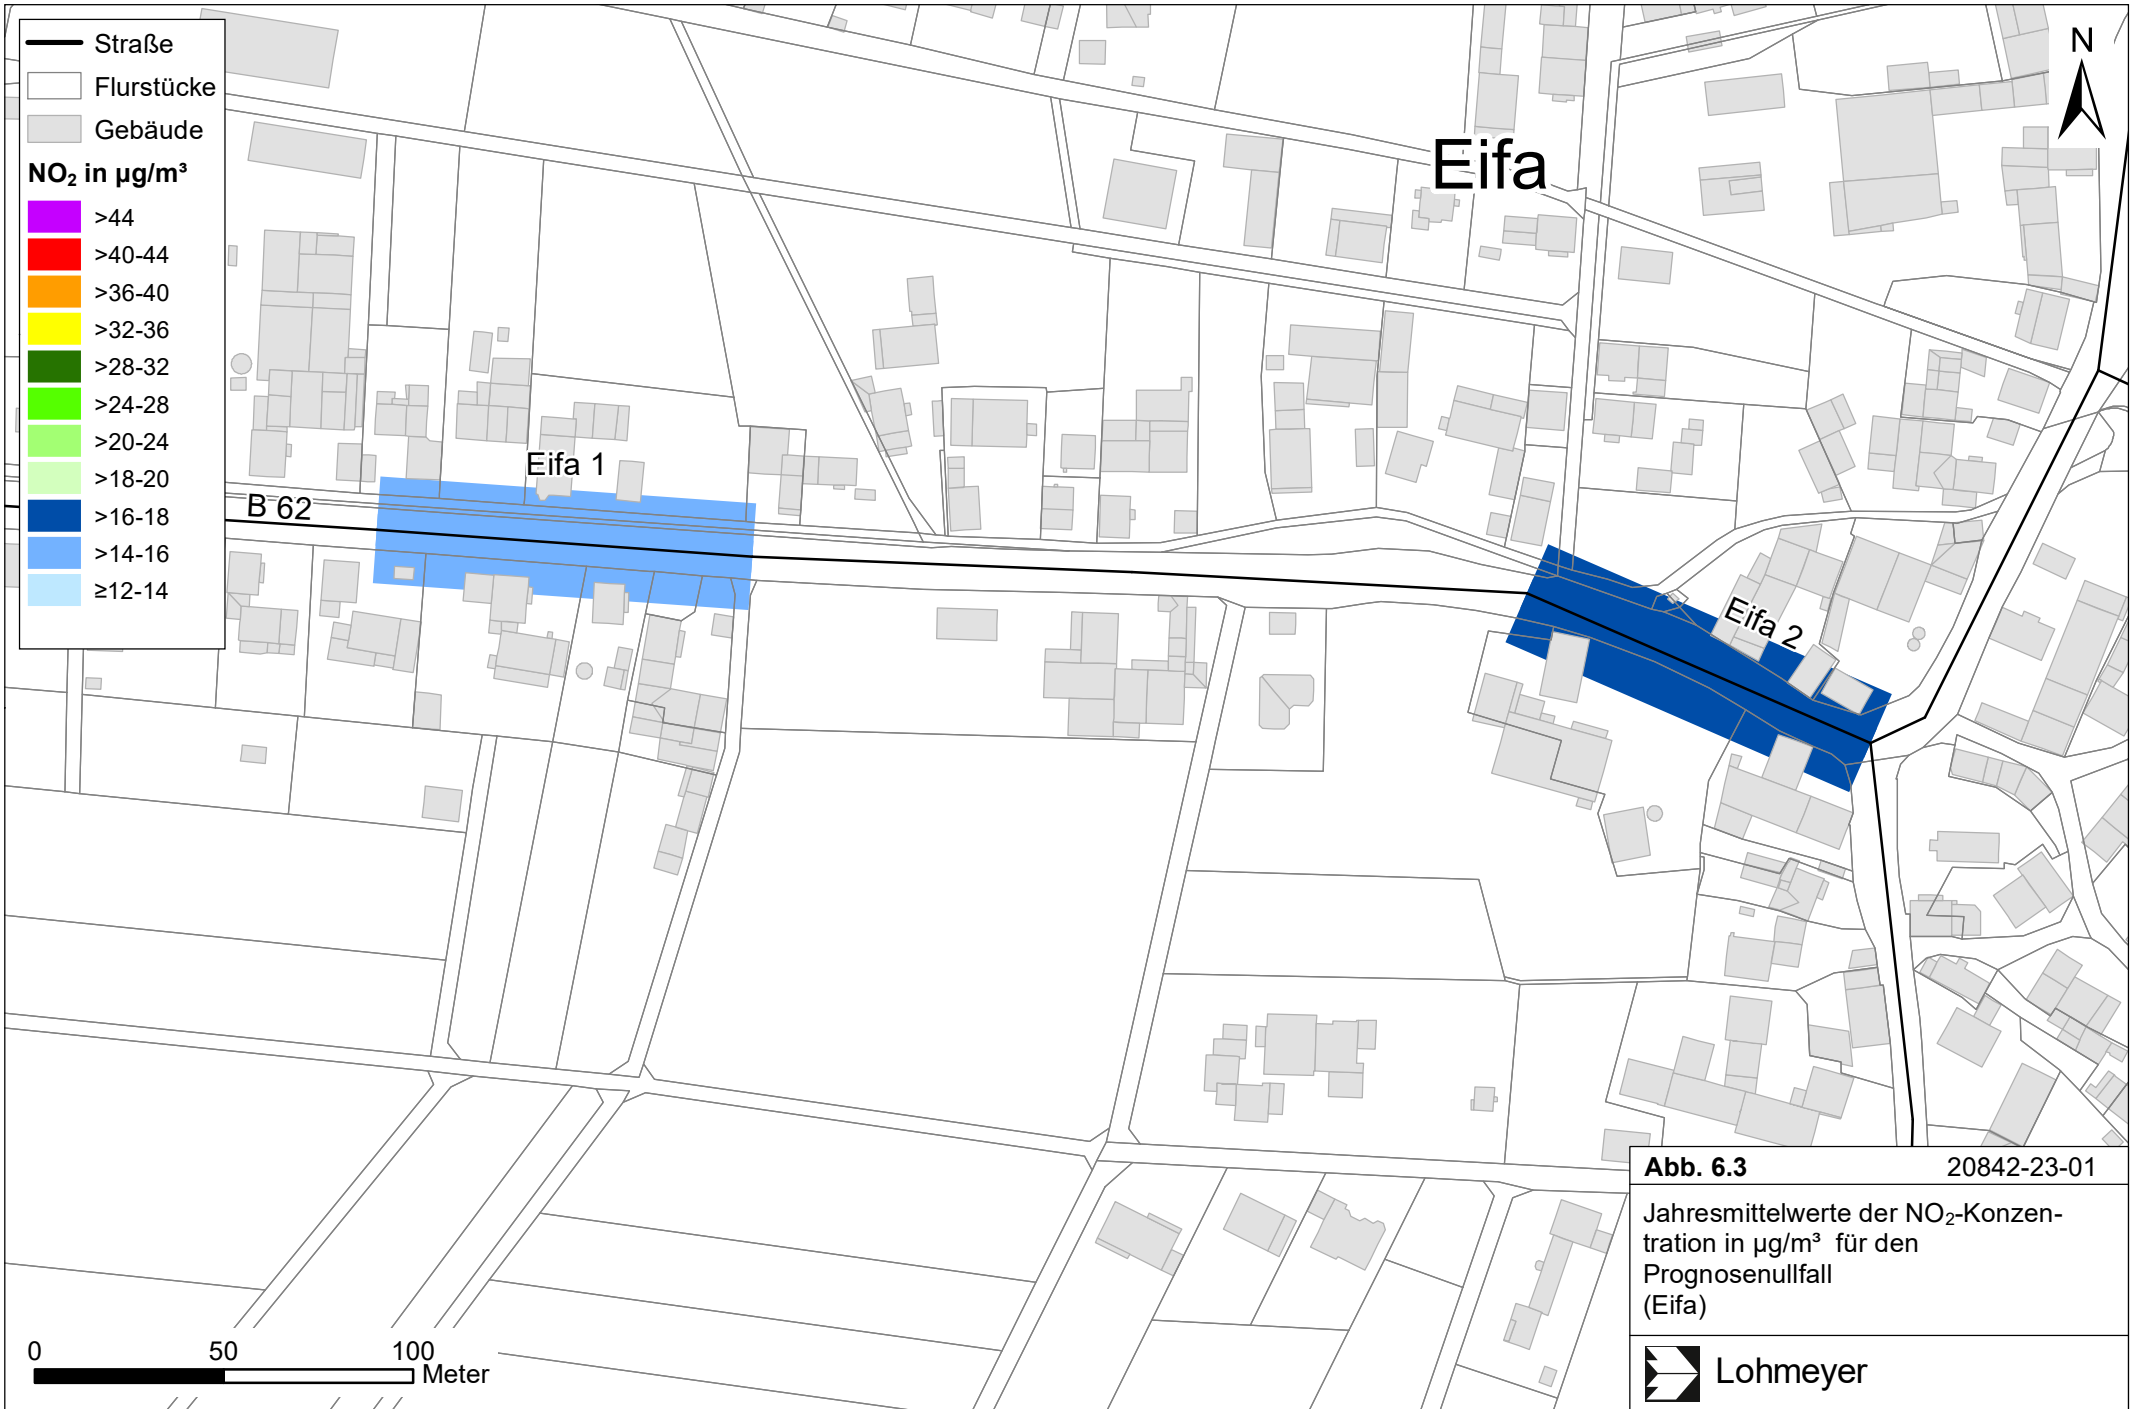 Straße
Flurstücke
Gebäude
NO₂ in µg/m³
>44
>40-44
>36-40
>32-36
>28-32
>24-28
>20-24
>18-20
>16-18
>14-16
≥12-14
N
Eifa
Eifa 1
B 62
Eifa 2
0 50 100
Meter
Abb. 6.3 20842-23-01
Jahresmittelwerte der NO₂-Konzen-
tration in µg/m³ für den
Prognosenullfall
(Eifa)
Lohmeyer